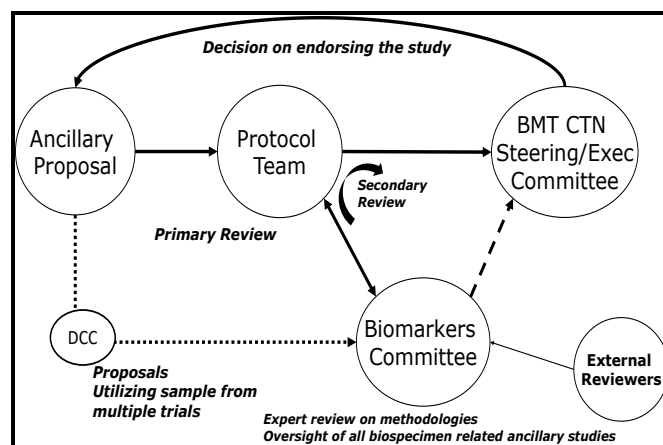 Decision on endorsing the study
Ancillary
Proposal
Protocol
Team
BMT CTN
Steering/Exec
Committee
Secondary
Review
Primary Review
DCC
Biomarkers
Committee
External
Reviewers
Proposals
Utilizing sample from
multiple trials
Expert review on methodologies
Oversight of all biospecimen related ancillary studies